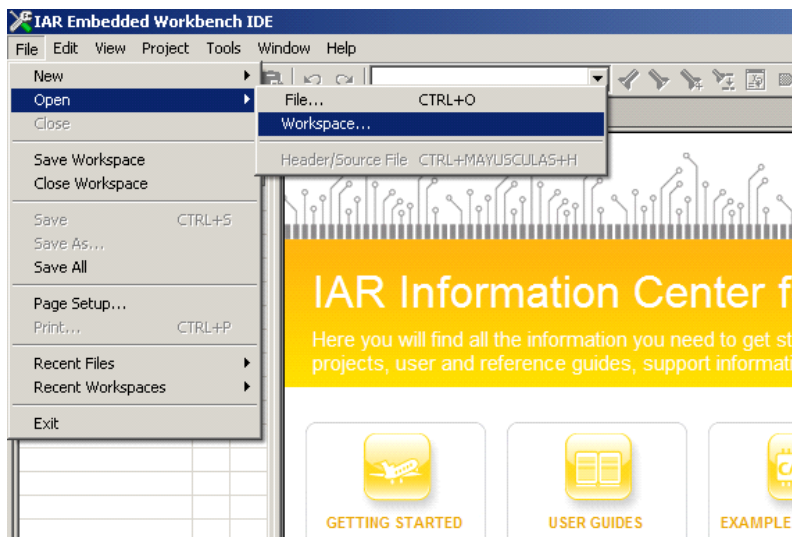 IAR Embedded Workbench IDE
File Edit View Project Tools Window Help
New
Open
Close
Save Workspace
Close Workspace
Save CTRL+S
Save As...
Save All
Page Setup...
Print... CTRL+P
Recent Files
Recent Workspaces
Exit
File... CTRL+O
Workspace...
Header/Source File CTRL+MAYUSCULAS+H
IAR Information Center f
Here you will find all the information you need to get st
projects, user and reference guides, support informati
GETTING STARTED
USER GUIDES
EXAMPLE